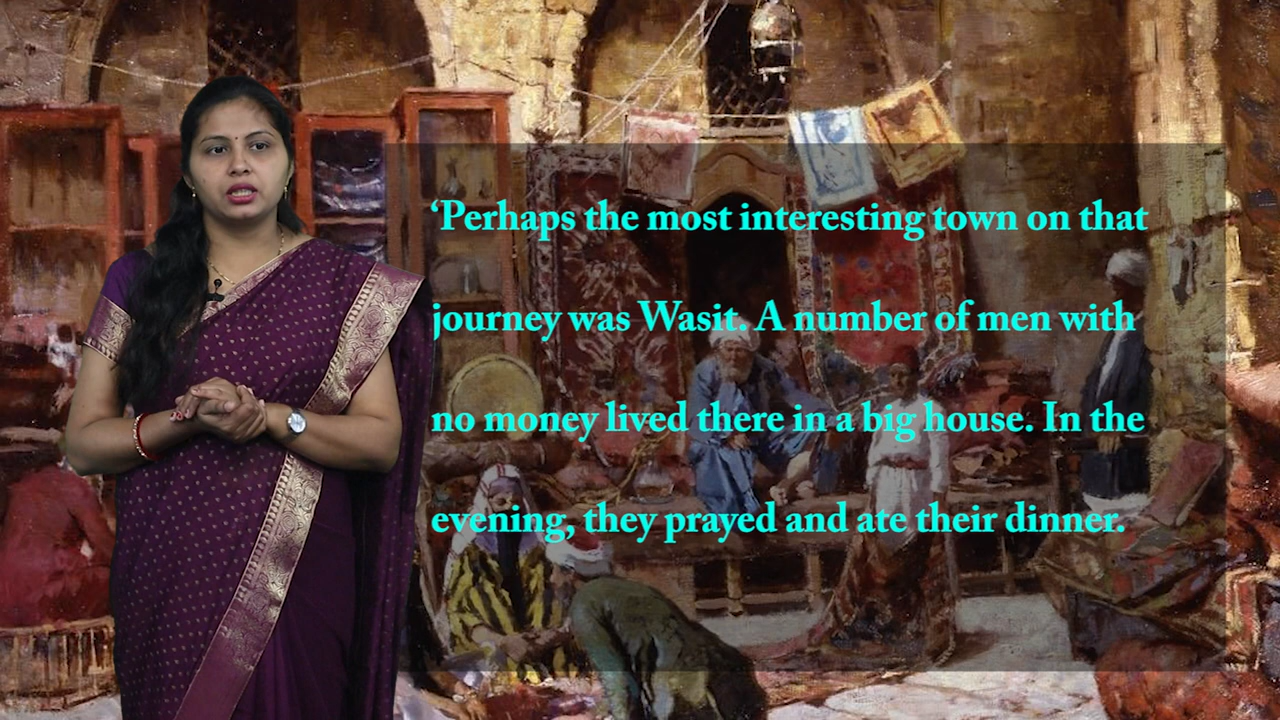 ‘Perhaps the most interesting town on that
journey was Wasit. A number of men with
no money lived there in a big house. In the
evening, they prayed and ate their dinner.